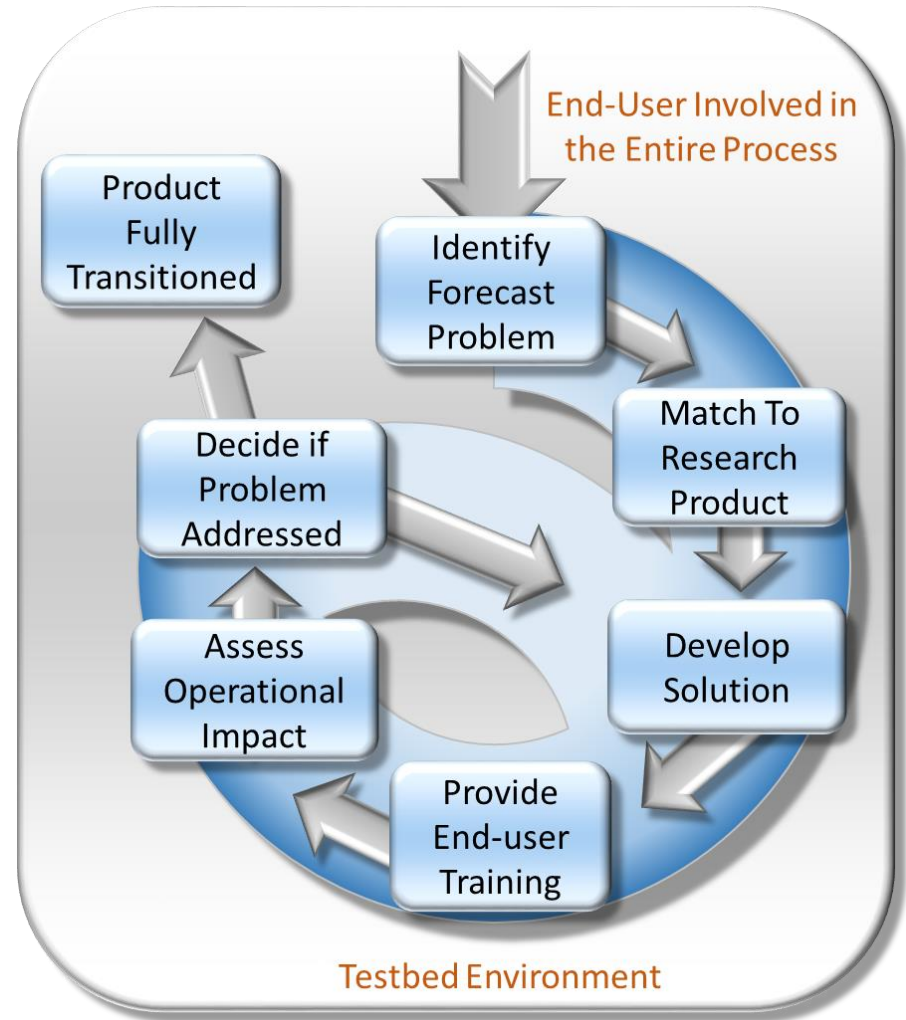 End-User Involved in
the Entire Process
Product
Fully
Transitioned
Identify
Forecast
Problem
Match To
Research
Product
Decide if
Problem
Addressed
Develop
Solution
Assess
Operational
Impact
Provide
End-user
Training
Testbed Environment